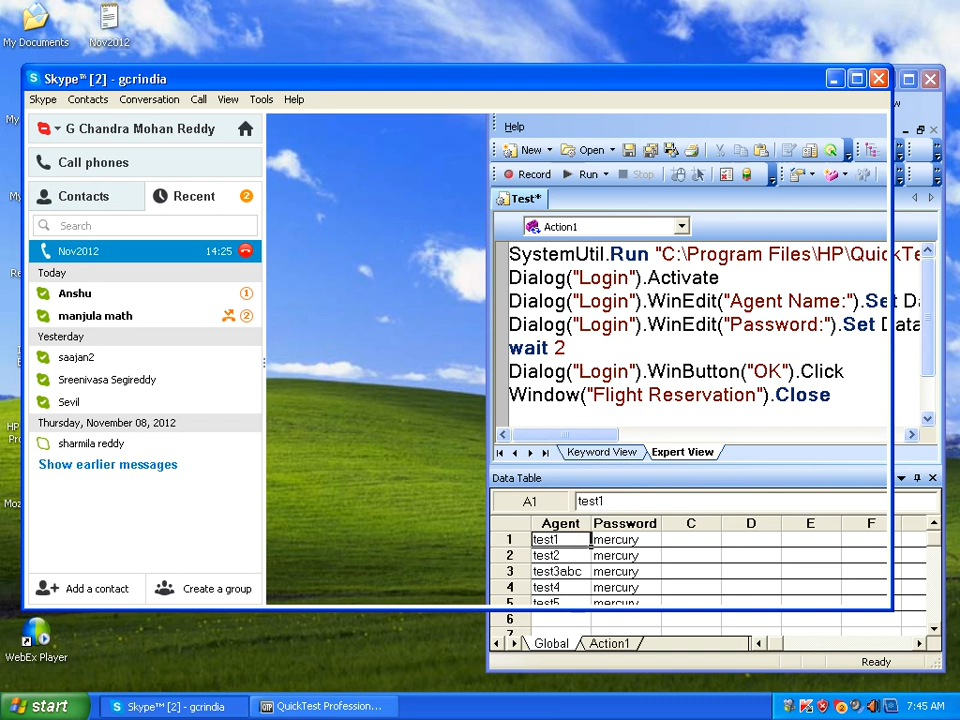 My Documents
Nov2012
Skype™ [2] - gcrindia
Skype Contacts Conversation Call View Tools Help
G Chandra Mohan Reddy
Call phones
Contacts
Recent
2
Search
Nov2012 14:25
Today
Anshu
1
manjula math
2
Yesterday
saajan2
Sreenivasa Segireddy
Sevil
Thursday, November 08, 2012
sharmila reddy
Show earlier messages
Add a contact
Create a group
Help
New Open
Record Run Stop
Test*
Action1
SystemUtil.Run "C:\Program Files\HP\QuickTe
Dialog("Login").Activate
Dialog("Login").WinEdit("Agent Name:").Set Da
Dialog("Login").WinEdit("Password:").Set Data
wait 2
Dialog("Login").WinButton("OK").Click
Window("Flight Reservation").Close
Keyword View Expert View
Data Table
A1 test1
Agent Password C D E F
1 test1 mercury
2 test2 mercury
3 test3abc mercury
4 test4 mercury
5 test5 mercury
6
7
Global Action1
Ready
WebEx Player
start
Skype™ [2] - gcrindia
QuickTest Profession...
7:45 AM